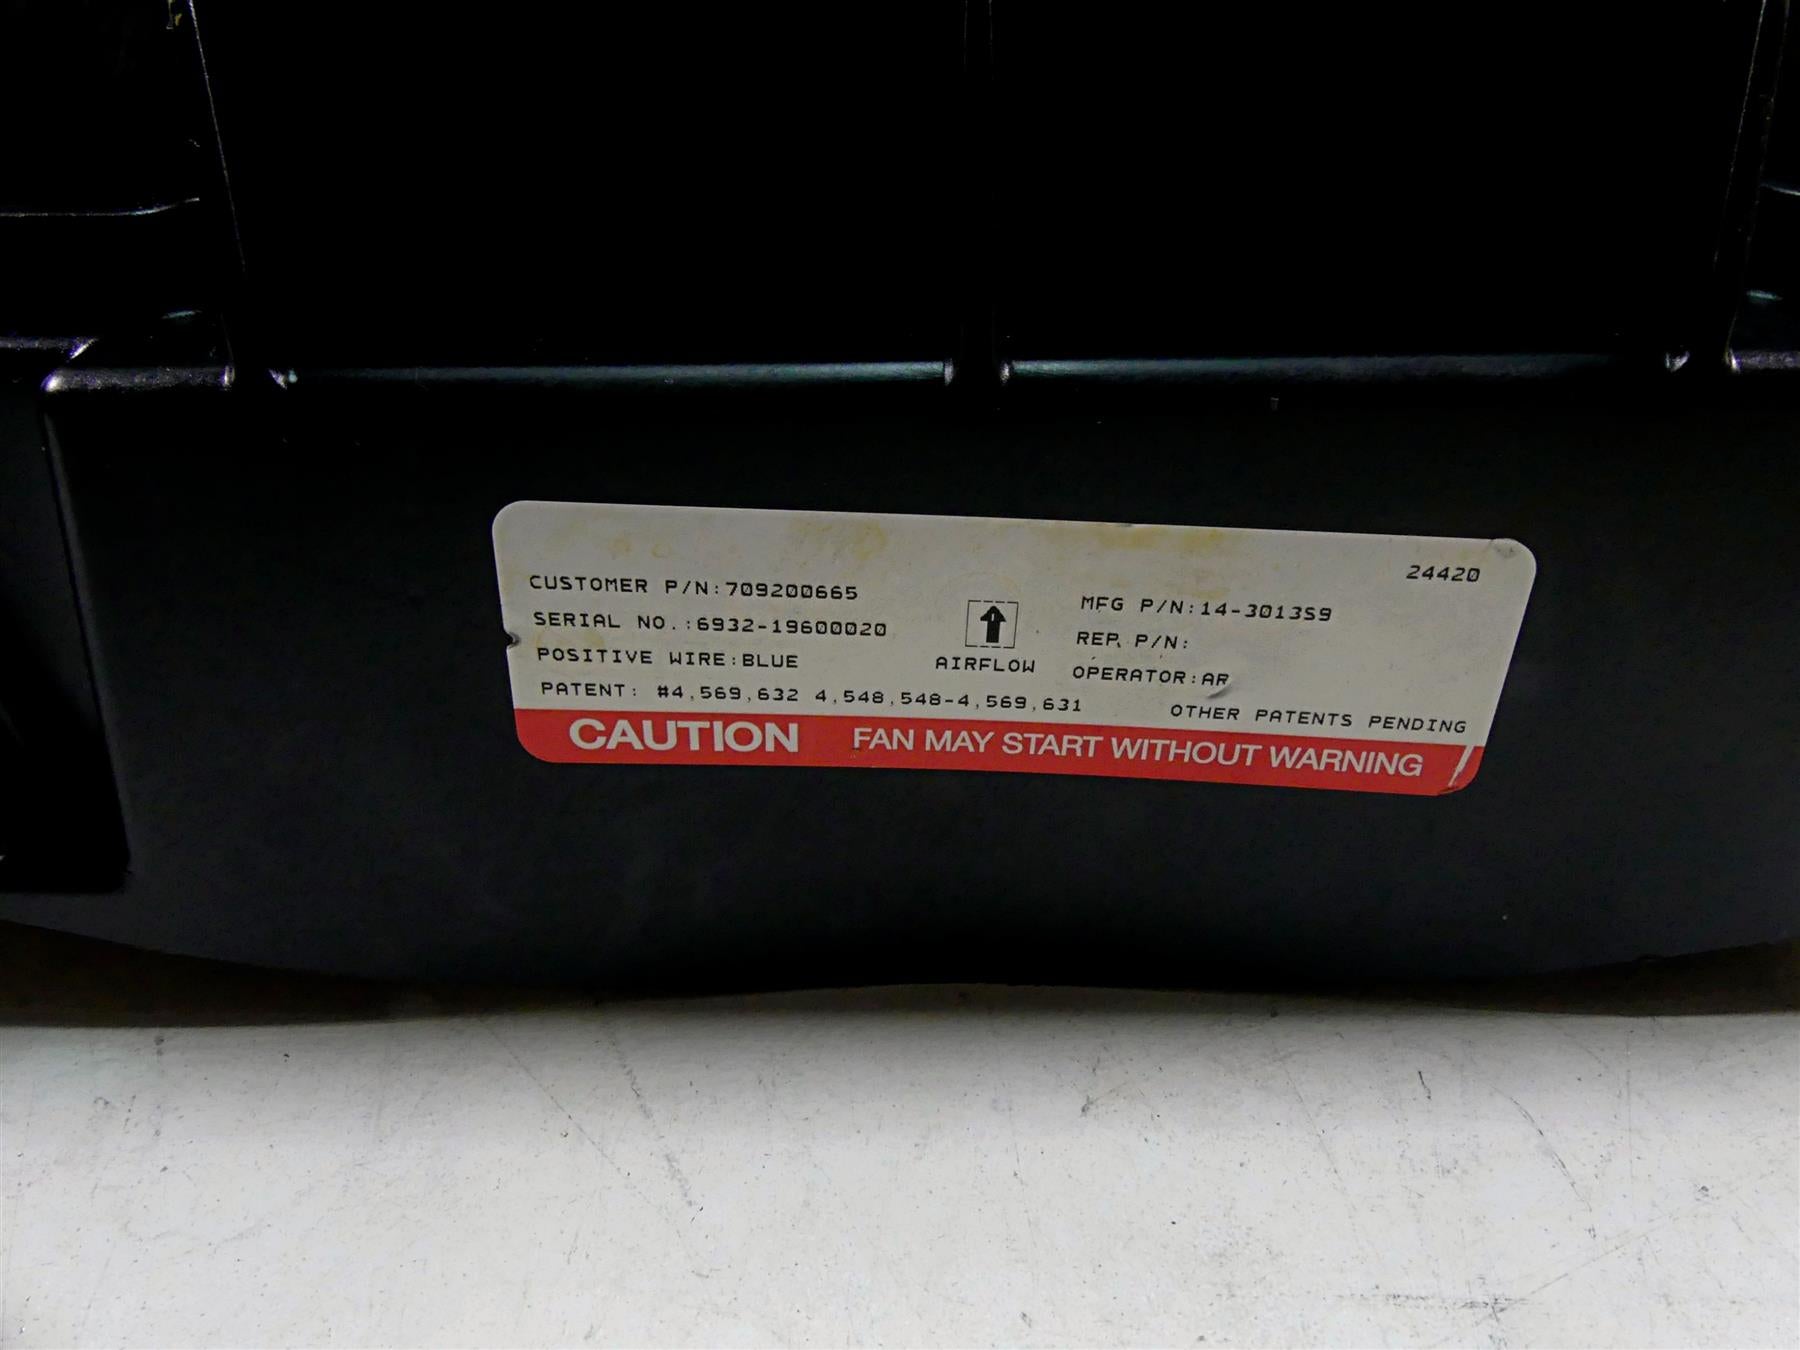 24420
CUSTOMER P/N:709200665
SERIAL NO.:6932-19600020
POSITIVE WIRE:BLUE
AIRFLOW
MFG P/N:14-3013S9
REP. P/N:
OPERATOR:AR
PATENT: #4,569,632 4,548,548-4,569,631
OTHER PATENTS PENDING
CAUTION FAN MAY START WITHOUT WARNING